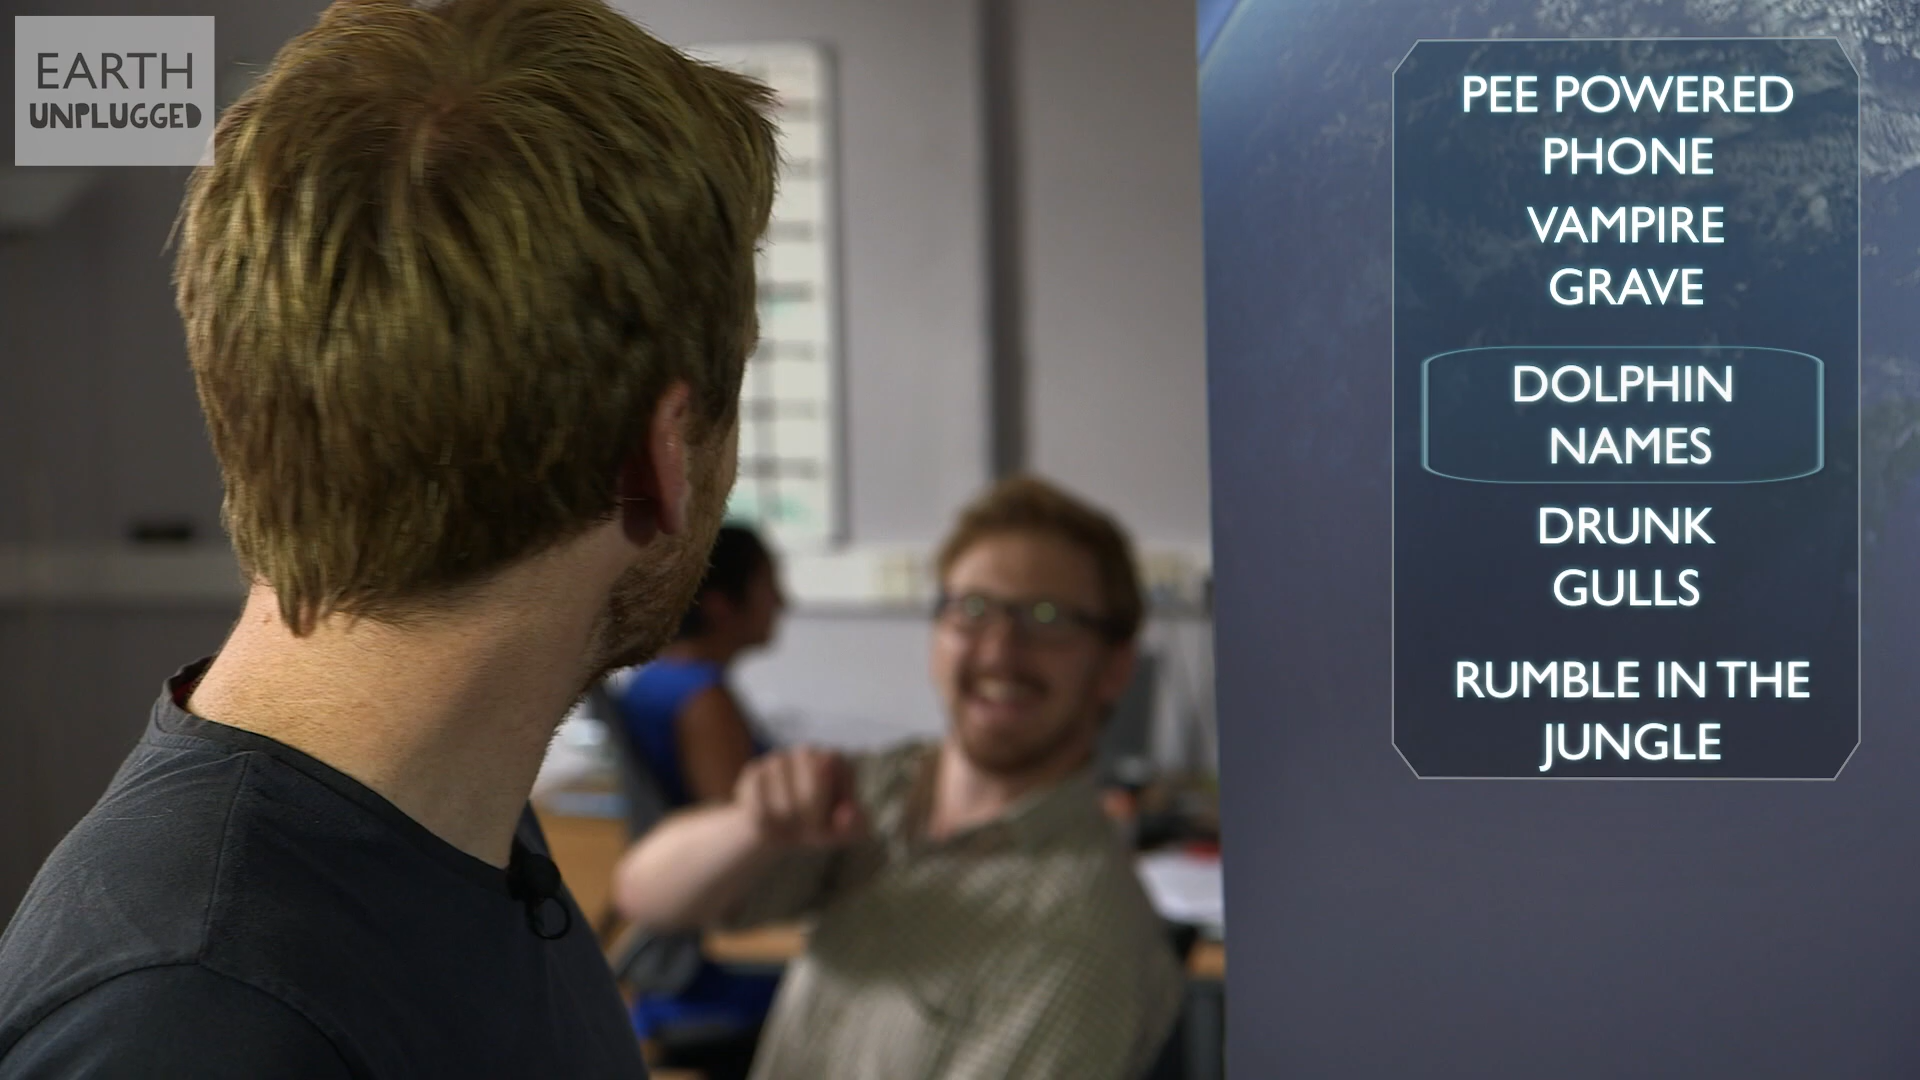 EARTH
UNPLUGGED
PEE POWERED
PHONE
VAMPIRE
GRAVE
DOLPHIN
NAMES
DRUNK
GULLS
RUMBLE IN THE
JUNGLE